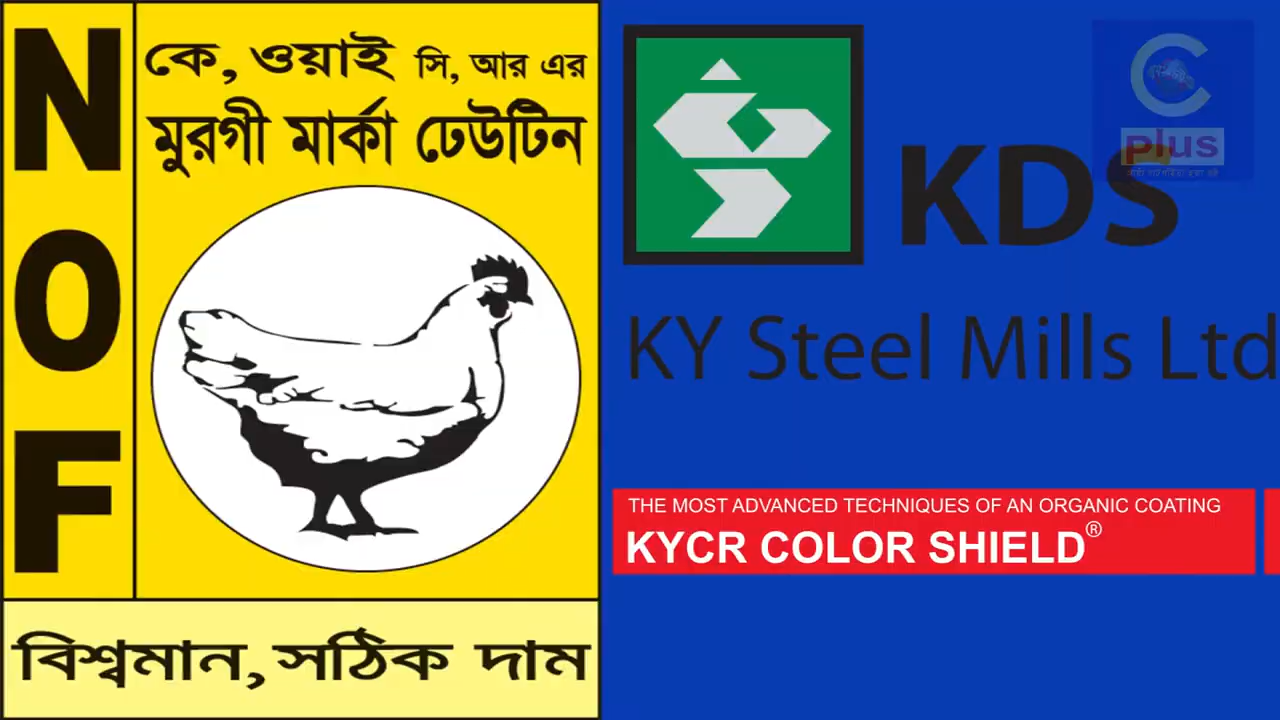 NOF
কে, ওয়াই সি, আর এর
মুরগী মার্কা ঢেউটিন
বিশ্বমান, সঠিক দাম
C
plus
KDS
KY Steel Mills Ltd
THE MOST ADVANCED TECHNIQUES OF AN ORGANIC COATING
KYCR COLOR SHIELD®